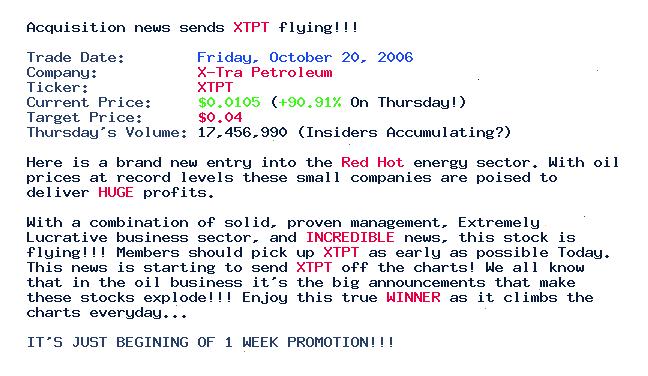 Acquisition news sends XTPT flying!!!
Trade Date: Friday, October 20, 2006
Company: X-Tra Petroleum
Ticker: XTPT
Current Price: $0.0105 (+90.91% On Thursday!)
Target Price: $0.04
Thursday's Volume: 17,456,990 (Insiders Accumulating?)
Here is a brand new entry into the Red Hot energy sector. With oil
prices at record levels these small companies are poised to
deliver HUGE profits.
With a combination of solid, proven management, Extremely
Lucrative business sector, and INCREDIBLE news, this stock is
flying!!! Members should pick up XTPT as early as possible Today.
This news is starting to send XTPT off the charts! We all know
that in the oil business it's the big announcements that make
these stocks explode!!! Enjoy this true WINNER as it climbs the
charts everyday...
IT'S JUST BEGINING OF 1 WEEK PROMOTION!!!